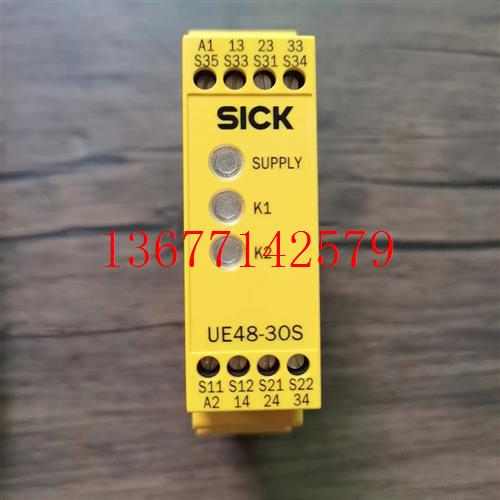 A1 13 23 33
S35 S33 S31 S34
SICK
SUPPLY
K1
K2
13677142579
UE48-3OS
S11 S12 S21 S22
A2 14 24 34